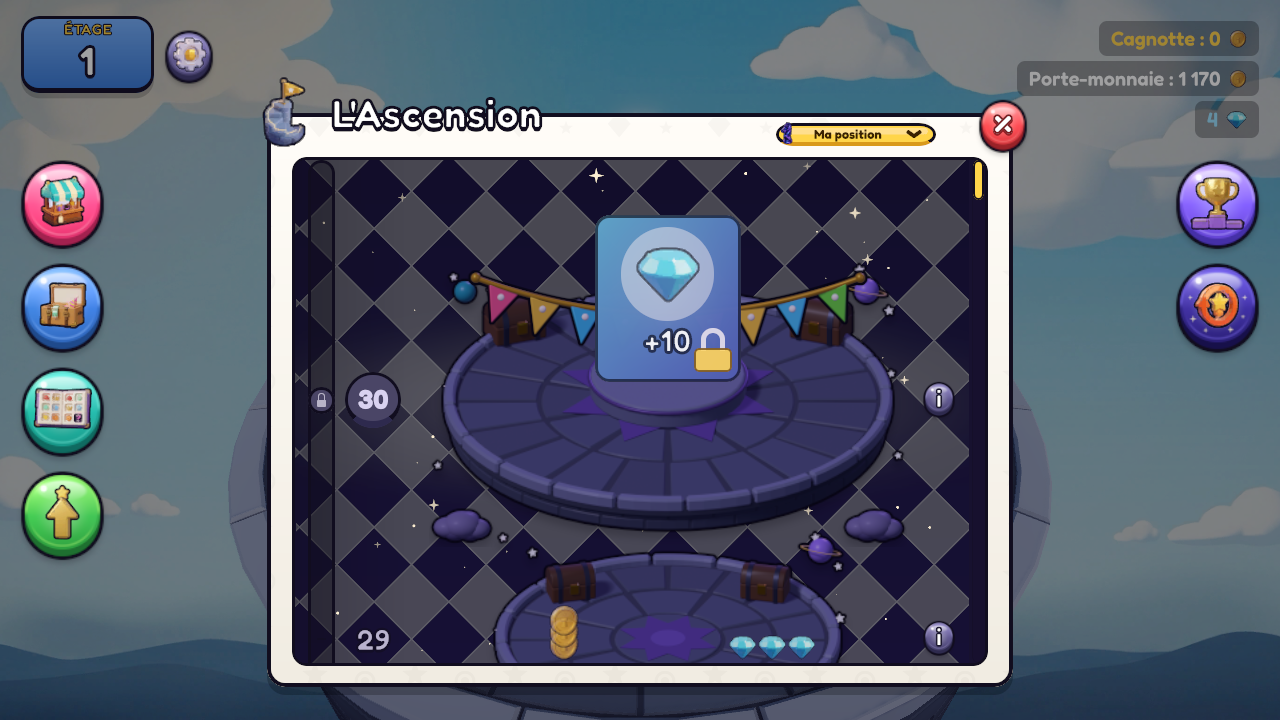 ÉTAGE
1
Cagnotte : 0
Porte-monnaie : 1 170
4
L'Ascension
Ma position
+10
30
i
29
i